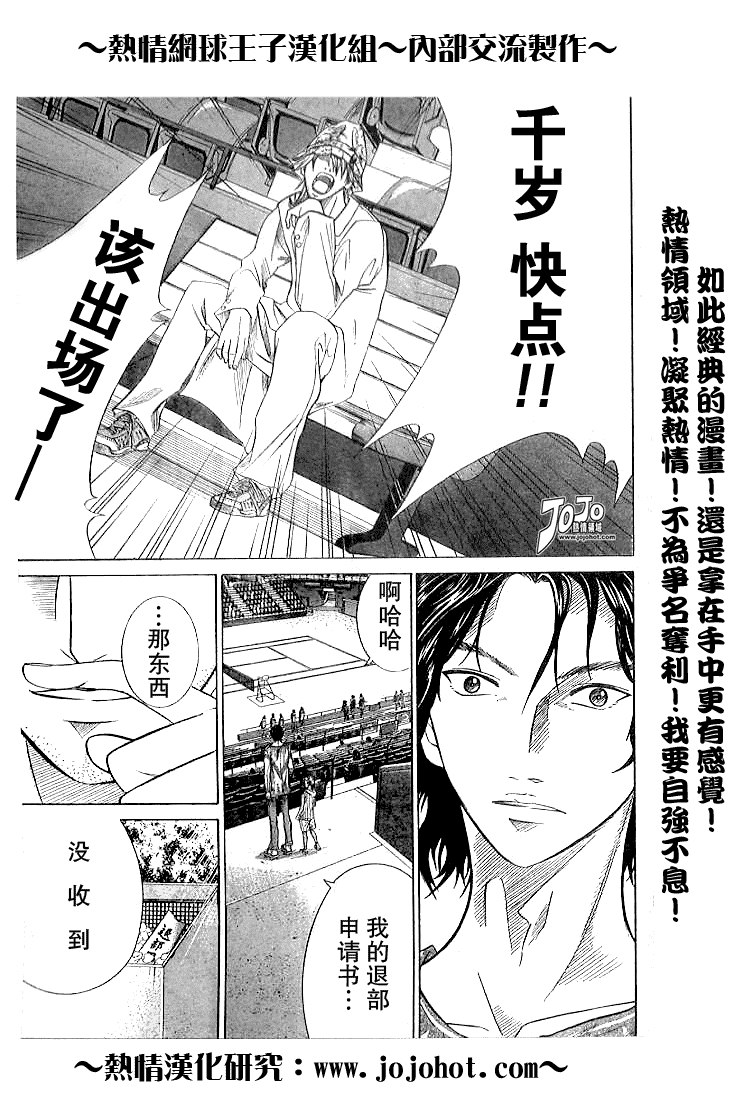 ～熱情網球王子漢化組～內部交流製作～
千岁 快点!!
该出场了—
JOJO
熱情領域
www.jojohot.com
啊哈哈
我的退部
申请书…
…那东西
没收到
退部
如此經典的漫畫！還是拿在手中更有感覺！
熱情領域！凝聚熱情！不為爭名奪利！我要自強不息！
～熱情漢化研究：www.jojohot.com～